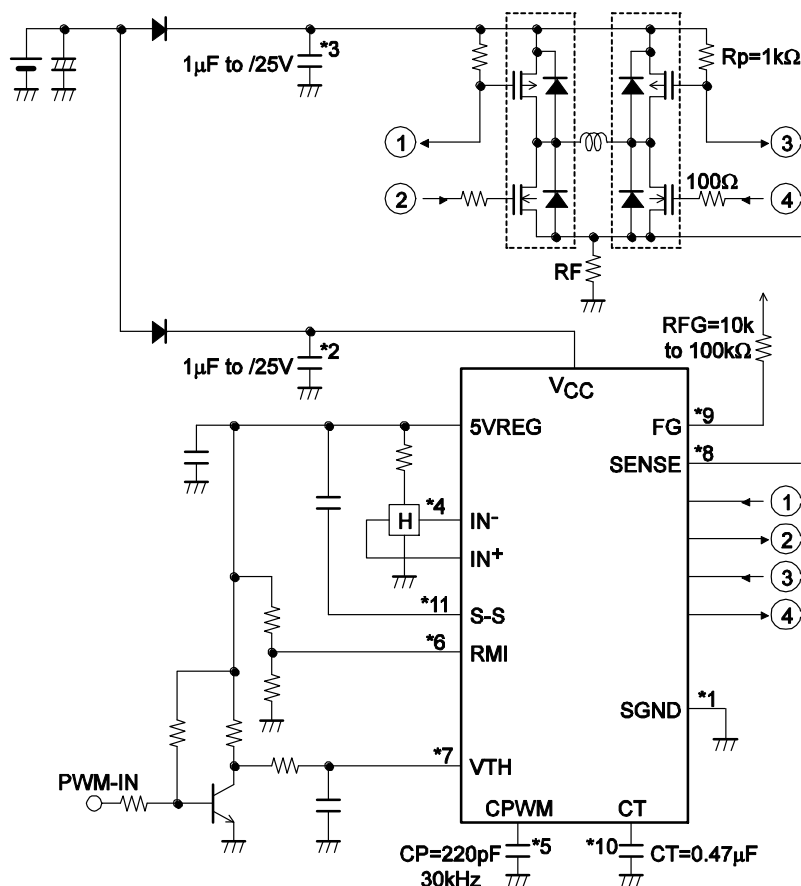 *3
1μF to /25V
Rp=1kΩ
1
3
2
100Ω
4
RF
RFG=10k
to 100kΩ
*2
1μF to /25V
VCC
5VREG
FG
*9
SENSE
*8
*4
IN-
H
1
IN+
2
3
*11
S-S
4
*6
RMI
SGND
*1
*7
VTH
PWM-IN
CPWM
CT
CP=220pF
*5
*10
CT=0.47μF
30kHz